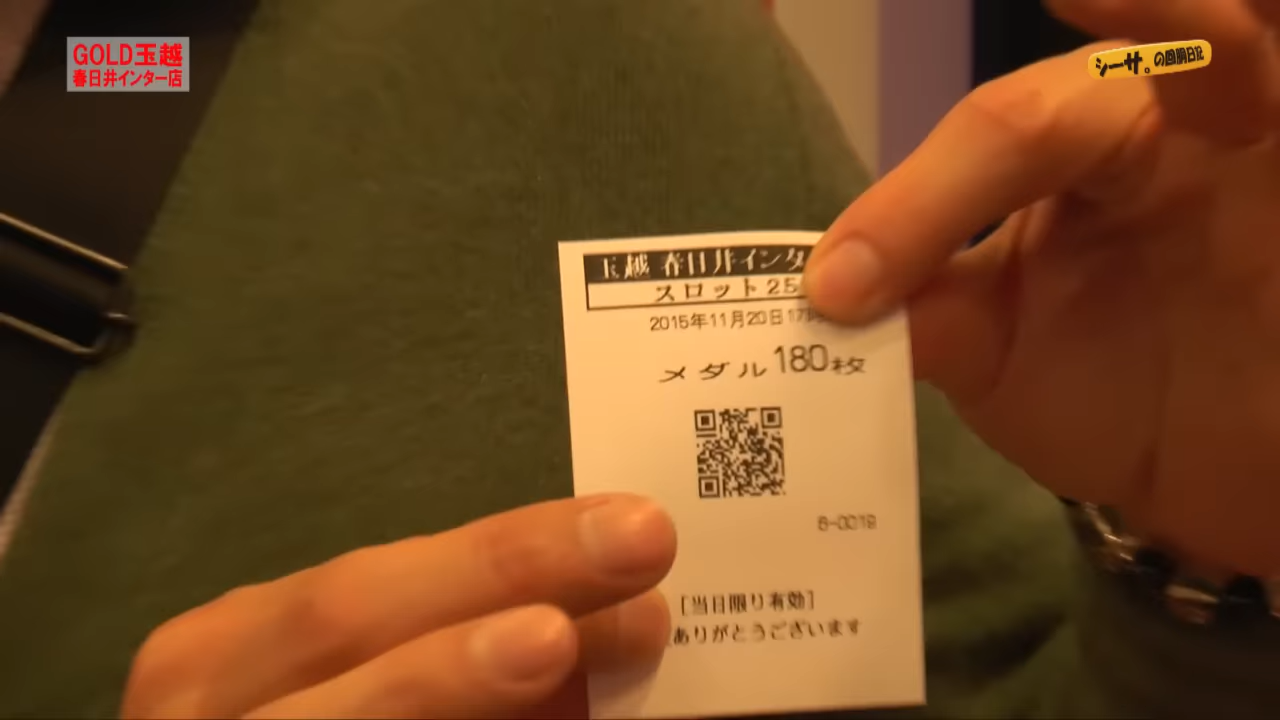 GOLD玉越
春日井インター店
シーサ。の回胴日記
玉越 春日井インタ
スロット25
2015年11月20日17時
メダル180枚
6-0019
[当日限り有効]
ありがとうございます